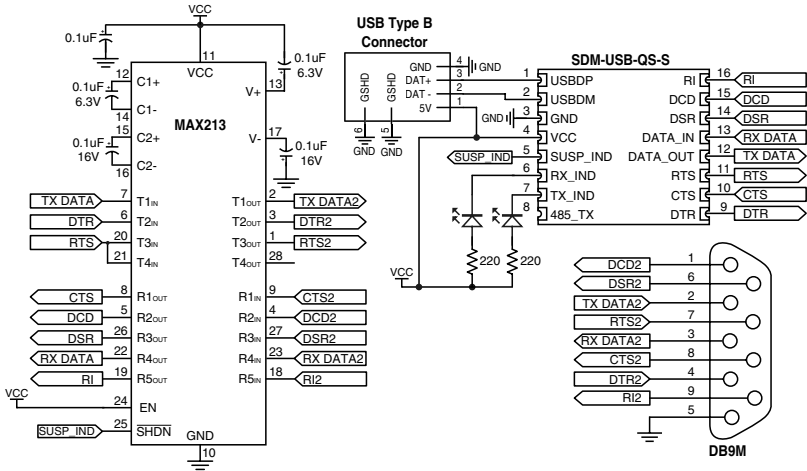 VCC
0.1uF
11
VCC
0.1uF
6.3V
12
C1+
13
V+
0.1uF
6.3V
C1-
14
MAX213
15
C2+
17
V-
0.1uF
16V
0.1uF
16V
C2-
16
TX DATA
7
T1IN
T1OUT
2
TX DATA2
DTR
6
T2IN
T2OUT
3
DTR2
RTS
20
T3IN
T3OUT
1
RTS2
21
T4IN
T4OUT
28
CTS
8
R1OUT
R1IN
9
CTS2
DCD
5
R2OUT
R2IN
4
DCD2
DSR
26
R3OUT
R3IN
27
DSR2
RX DATA
22
R4OUT
R4IN
23
RX DATA2
RI
19
R5OUT
R5IN
18
RI2
VCC
24
EN
SUSP_IND
25
SHDN
GND
10
USB Type B
Connector
GND
4
GND
DAT+
3
DAT -
2
5V
1
GSHD
GSHD
6
5
GND
GND
SDM-USB-QS-S
1
USBDP
RI
16
RI
2
USBDM
DCD
15
DCD
GND
3
GND
DSR
14
DSR
4
VCC
DATA_IN
13
RX DATA
SUSP_IND
5
SUSP_IND
DATA_OUT
12
TX DATA
6
RX_IND
RTS
11
RTS
7
TX_IND
CTS
10
CTS
8
485_TX
DTR
9
DTR
220
220
VCC
DCD2
1
DSR2
6
TX DATA2
2
RTS2
7
RX DATA2
3
CTS2
8
DTR2
4
RI2
9
5
DB9M